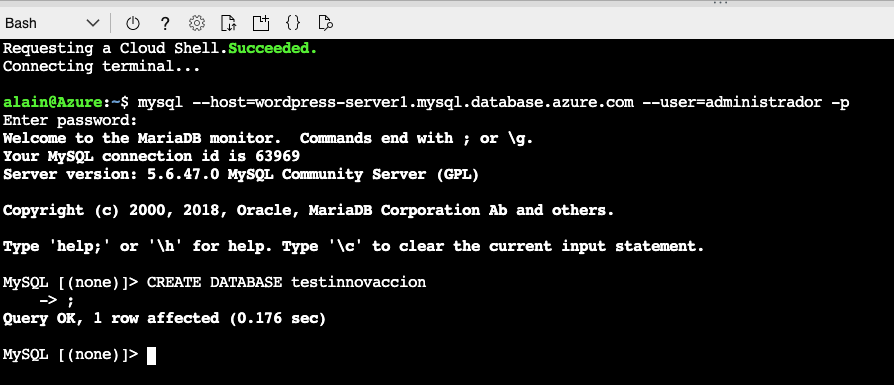 Bash
Requesting a Cloud Shell.Succeeded.
Connecting terminal...
alain@Azure:~$ mysql --host=wordpress-server1.mysql.database.azure.com --user=administrador -p
Enter password:
Welcome to the MariaDB monitor.  Commands end with ; or \g.
Your MySQL connection id is 63969
Server version: 5.6.47.0 MySQL Community Server (GPL)
Copyright (c) 2000, 2018, Oracle, MariaDB Corporation Ab and others.
Type 'help;' or '\h' for help. Type '\c' to clear the current input statement.
MySQL [(none)]> CREATE DATABASE testinnovaccion
    -> ;
Query OK, 1 row affected (0.176 sec)
MySQL [(none)]>